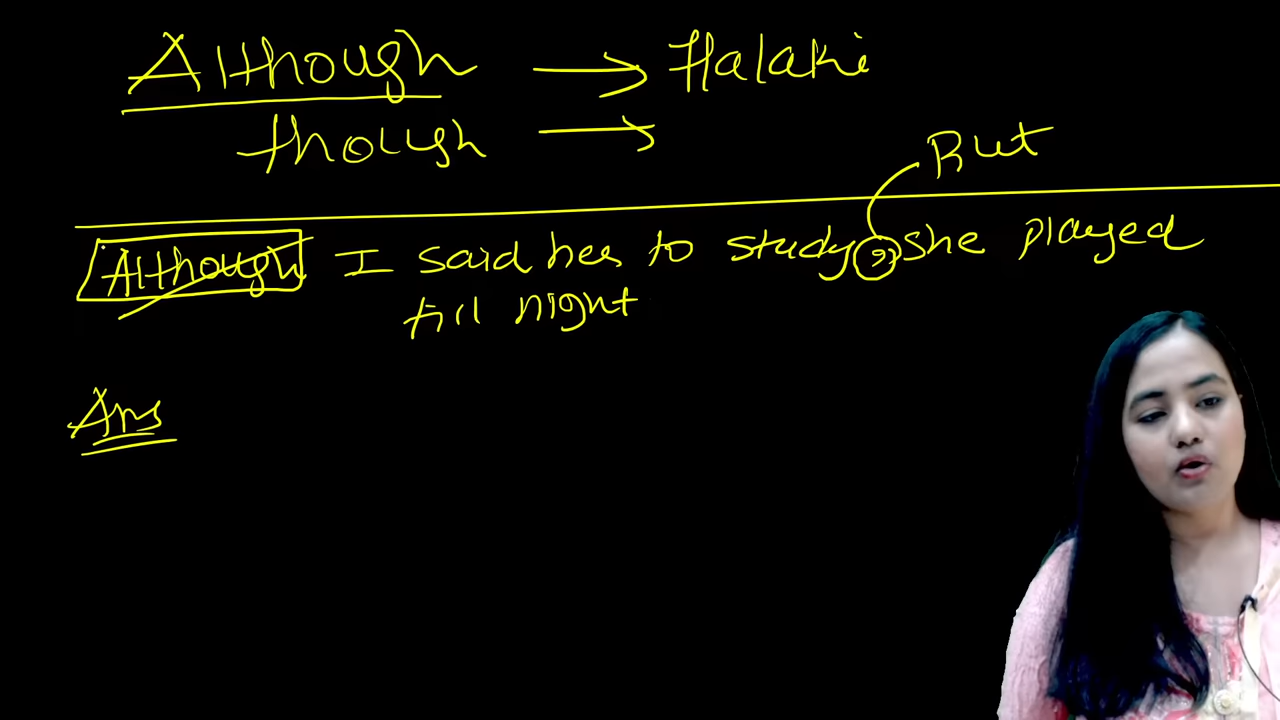 Although → Halaki
though →
But
Although I said her to study, she played
till night
Ans